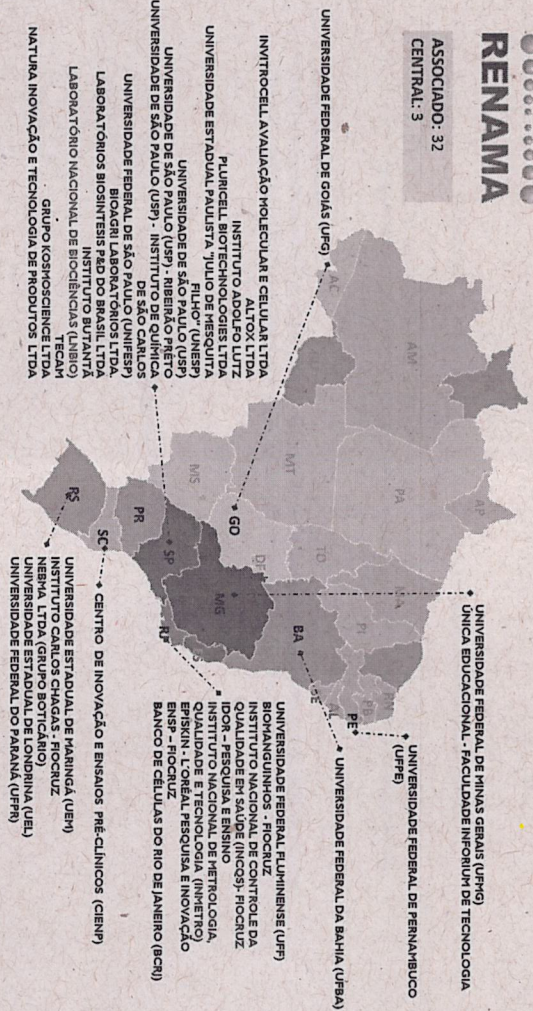 RENAMA
ASSOCIADO: 32
CENTRAL: 3
UNIVERSIDADE FEDERAL DE GOIÁS (UFG)
INVITROCELL AVALIAÇÃO MOLECULAR E CELULAR LTDA
ALTOX LTDA
INSTITUTO ADOLFO LUTZ
PLURICELL BIOTECHNOLOGIES LTDA
UNIVERSIDADE ESTADUAL PAULISTA "JULIO DE MESQUITA
FILHO" (UNESP)
UNIVERSIDADE DE SÃO PAULO (USP)
UNIVERSIDADE DE SÃO PAULO (USP) - RIBEIRÃO PRETO
UNIVERSIDADE DE SÃO PAULO (USP) - INSTITUTO DE QUÍMICA
DE SÃO CARLOS
UNIVERSIDADE FEDERAL DE SÃO PAULO (UNIFESP)
BIOAGRI LABORATÓRIOS LTDA.
LABORATÓRIOS BIOSINTESIS P&D DO BRASIL LTDA
INSTITUTO BUTANTÃ
LABORATÓRIO NACIONAL DE BIOCIÊNCIAS (LNBIO)
TECAM
GRUPO KOSMOSCIENCE LTDA
NATURA INOVAÇÃO E TECNOLOGIA DE PRODUTOS LTDA
AC
AM
AP
PA
MA
PI
RN
PB
PE
TO
MT
BA
DF
GO
MG
MS
SP
RJ
PR
SC
RS
UNIVERSIDADE FEDERAL DE MINAS GERAIS (UFMG)
ÚNICA EDUCACIONAL - FACULDADE INFORIUM DE TECNOLOGIA
UNIVERSIDADE FEDERAL DE PERNAMBUCO
(UFPE)
UNIVERSIDADE FEDERAL DA BAHIA (UFBA)
UNIVERSIDADE FEDERAL FLUMINENSE (UFF)
BIOMANGUINHOS - FIOCRUZ
INSTITUTO NACIONAL DE CONTROLE DA
QUALIDADE EM SAÚDE (INCQS)- FIOCRUZ
IDOR - PESQUISA E ENSINO
INSTITUTO NACIONAL DE METROLOGIA,
QUALIDADE E TECNOLOGIA (INMETRO)
EPISKIN - L'ORÉAL PESQUISA E INOVAÇÃO
ENSP – FIOCRUZ
BANCO DE CÉLULAS DO RIO DE JANEIRO (BCRJ)
CENTRO DE INOVAÇÃO E ENSAIOS PRÉ-CLÍNICOS (CIENP)
UNIVERSIDADE ESTADUAL DE MARINGÁ (UEM)
INSTITUTO CARLOS CHAGAS - FIOCRUZ
NEBMA LTDA (GRUPO BOTICÁRIO)
UNIVERSIDADE ESTADUAL DE LONDRINA (UEL)
UNIVERSIDADE FEDERAL DO PARANÁ (UFPR)